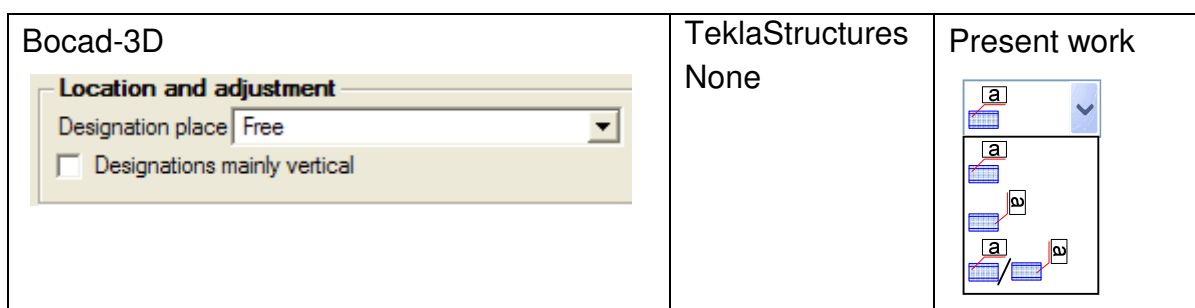 Bocad-3D
Location and adjustment
Designation place Free
Designations mainly vertical
TeklaStructures
None
Present work
a
a
a
a / a